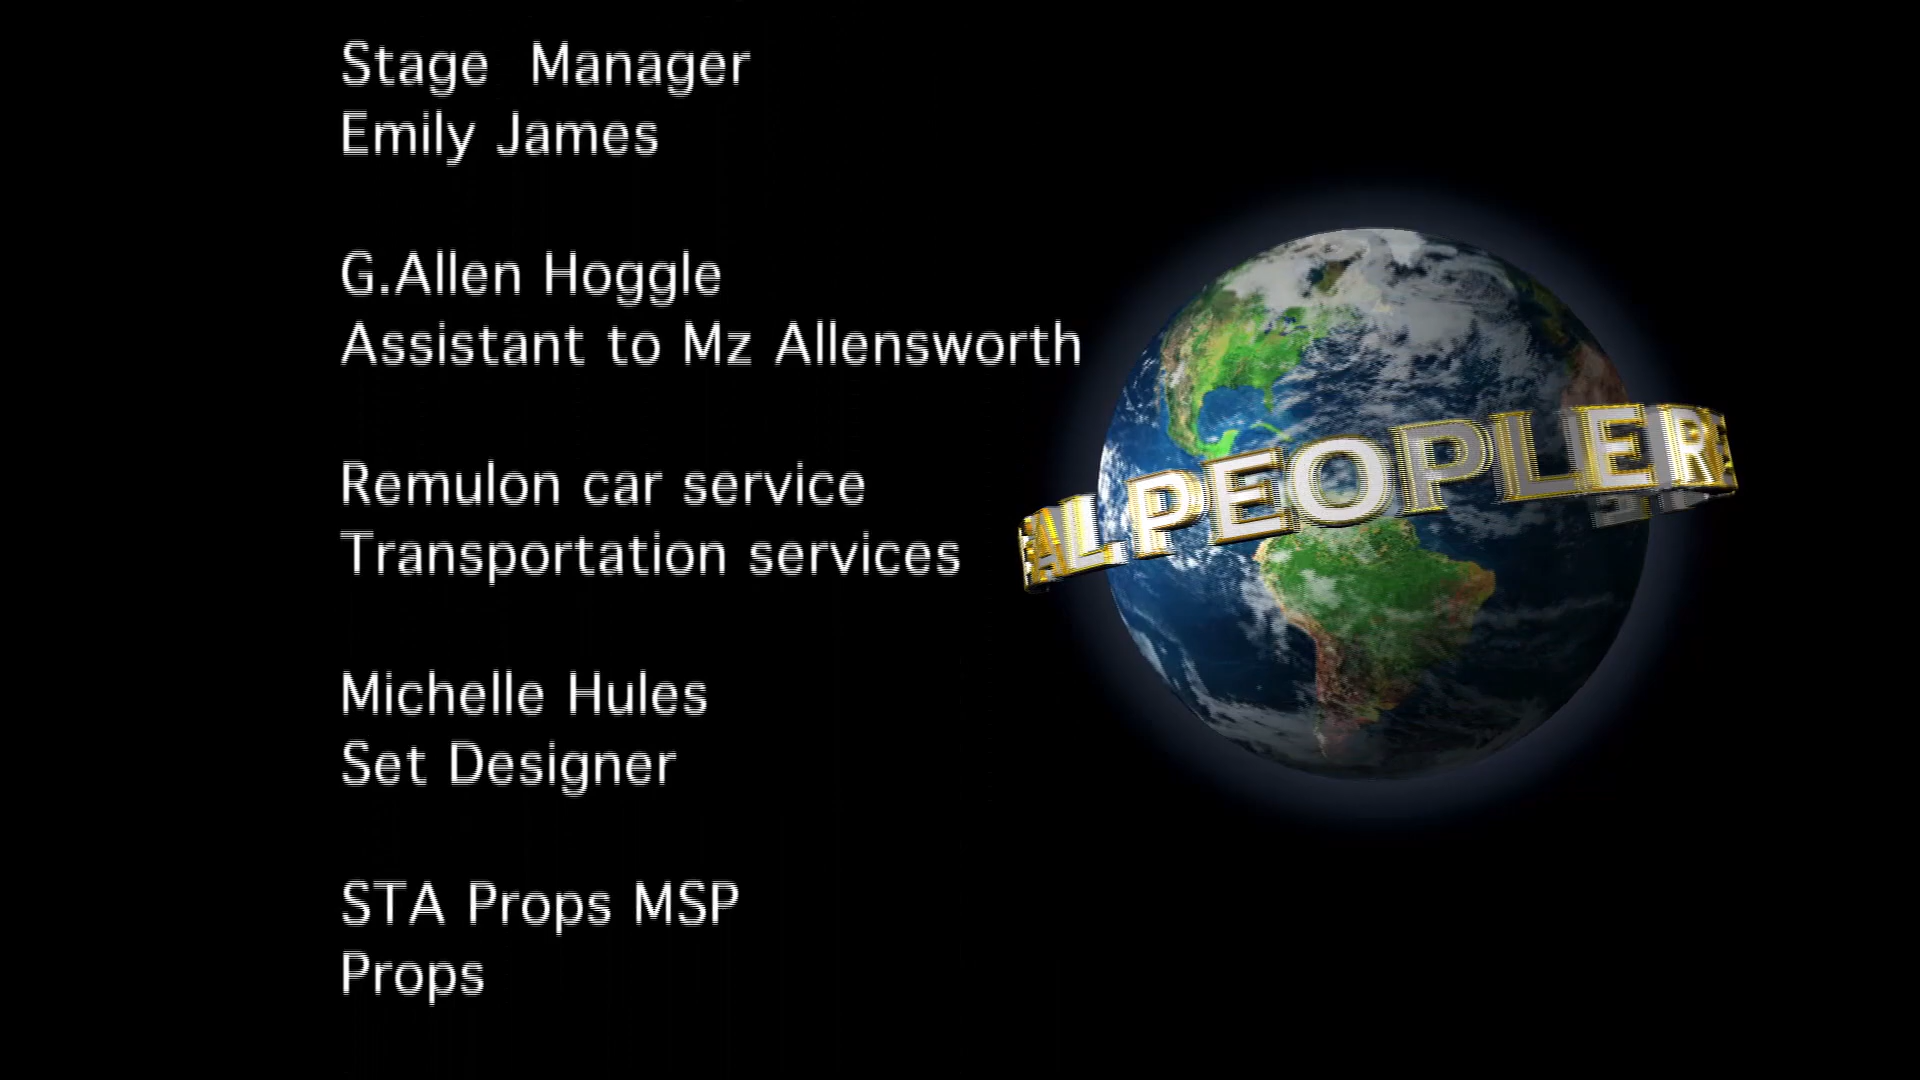 Stage  Manager
Emily James
G.Allen Hoggle
Assistant to Mz Allensworth
Remulon car service
Transportation services
Michelle Hules
Set Designer
STA Props MSP
Props
AL PEOPLE R